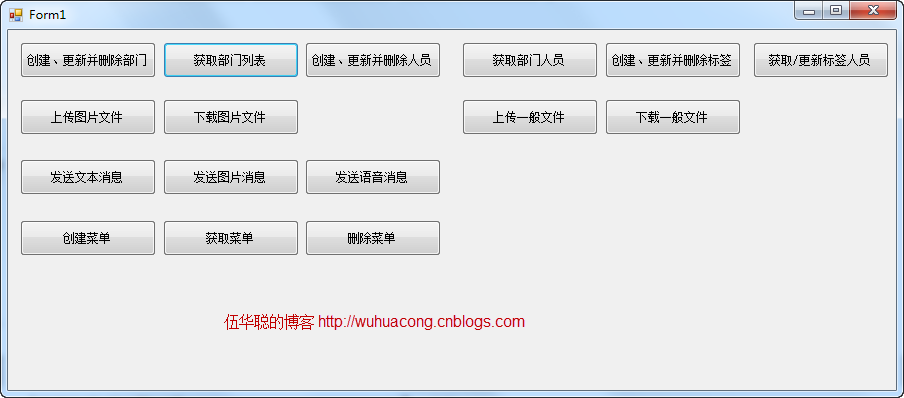 Form1
创建、更新并删除部门
获取部门列表
创建、更新并删除人员
获取部门人员
创建、更新并删除标签
获取/更新标签人员
上传图片文件
下载图片文件
上传一般文件
下载一般文件
发送文本消息
发送图片消息
发送语音消息
创建菜单
获取菜单
删除菜单
伍华聪的博客 http://wuhuacong.cnblogs.com